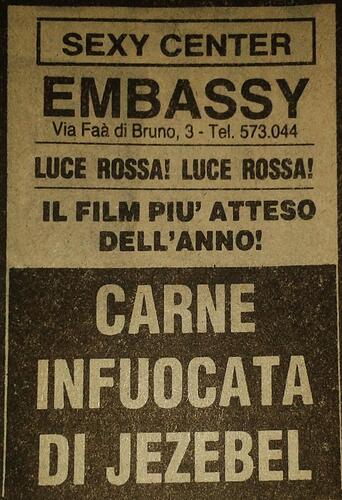 SEXY CENTER
EMBASSY
Via Faà di Bruno, 3 - Tel. 573.044
LUCE ROSSA! LUCE ROSSA!
IL FILM PIU' ATTESO
DELL'ANNO!
CARNE
INFUOCATA
DI JEZEBEL